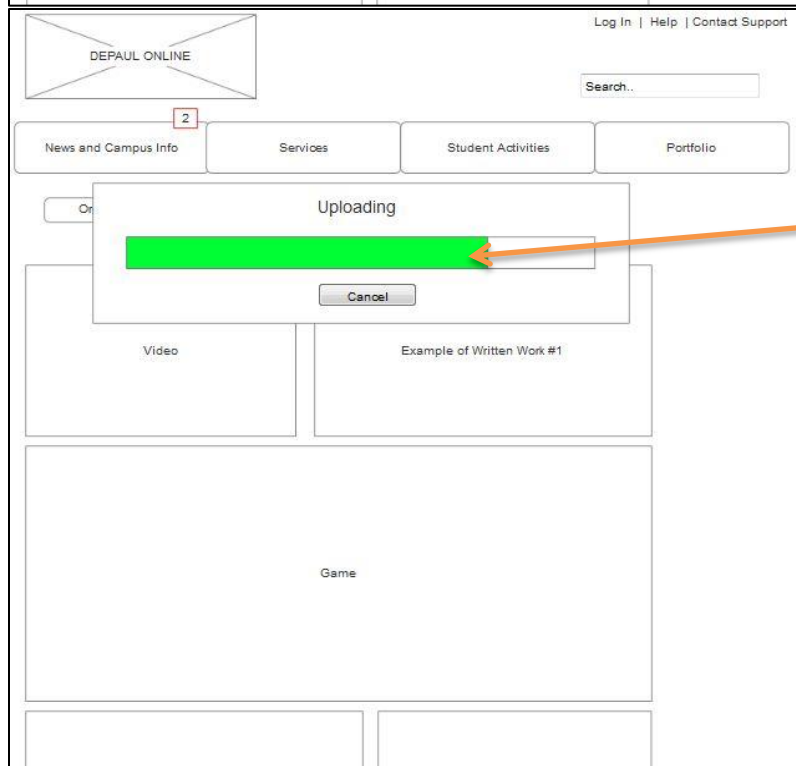 Log In | Help | Contact Support
DEPAUL ONLINE
Search..
2
News and Campus Info
Services
Student Activities
Portfolio
Or
Uploading
Cancel
Video
Example of Written Work #1
Game